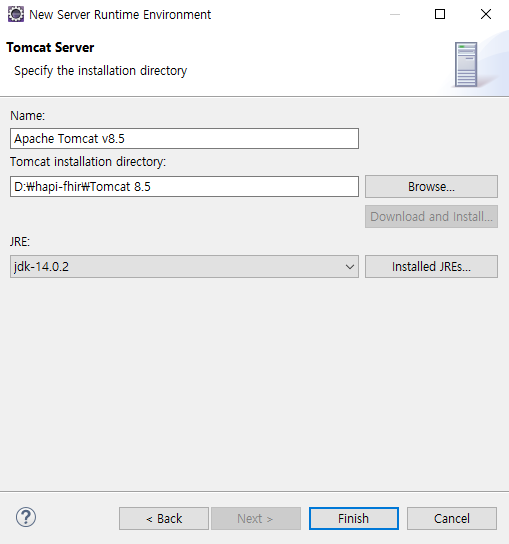 New Server Runtime Environment
Tomcat Server
Specify the installation directory
Name:
Apache Tomcat v8.5
Tomcat installation directory:
D:₩hapi-fhir₩Tomcat 8.5
Browse...
Download and Install...
JRE:
jdk-14.0.2
Installed JREs...
?
< Back
Next >
Finish
Cancel